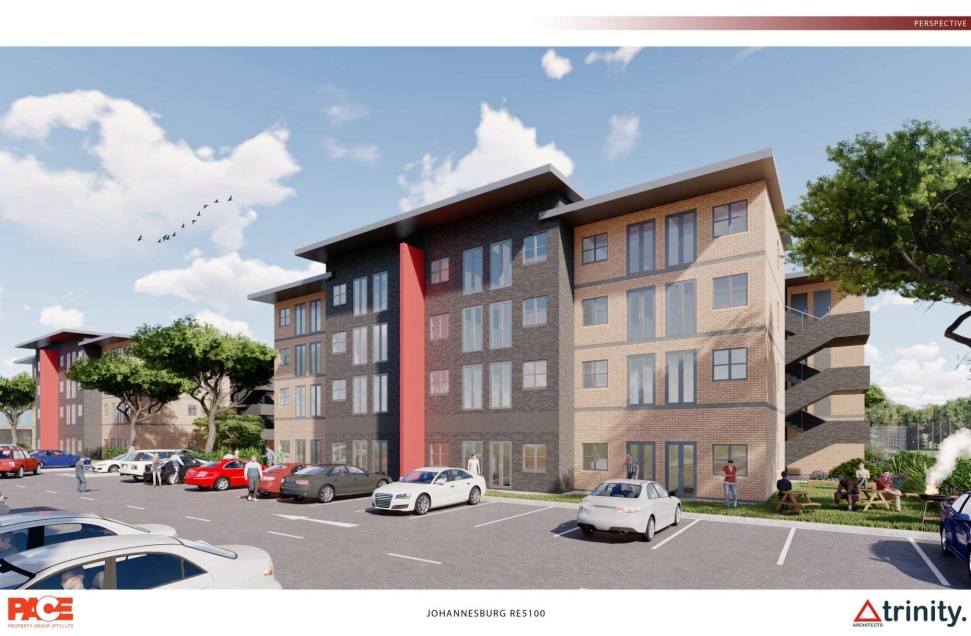 PERSPECTIVE
PACE
PROPERTY GROUP (PTY) LTD
JOHANNESBURG RE5100
trinity.
ARCHITECTS